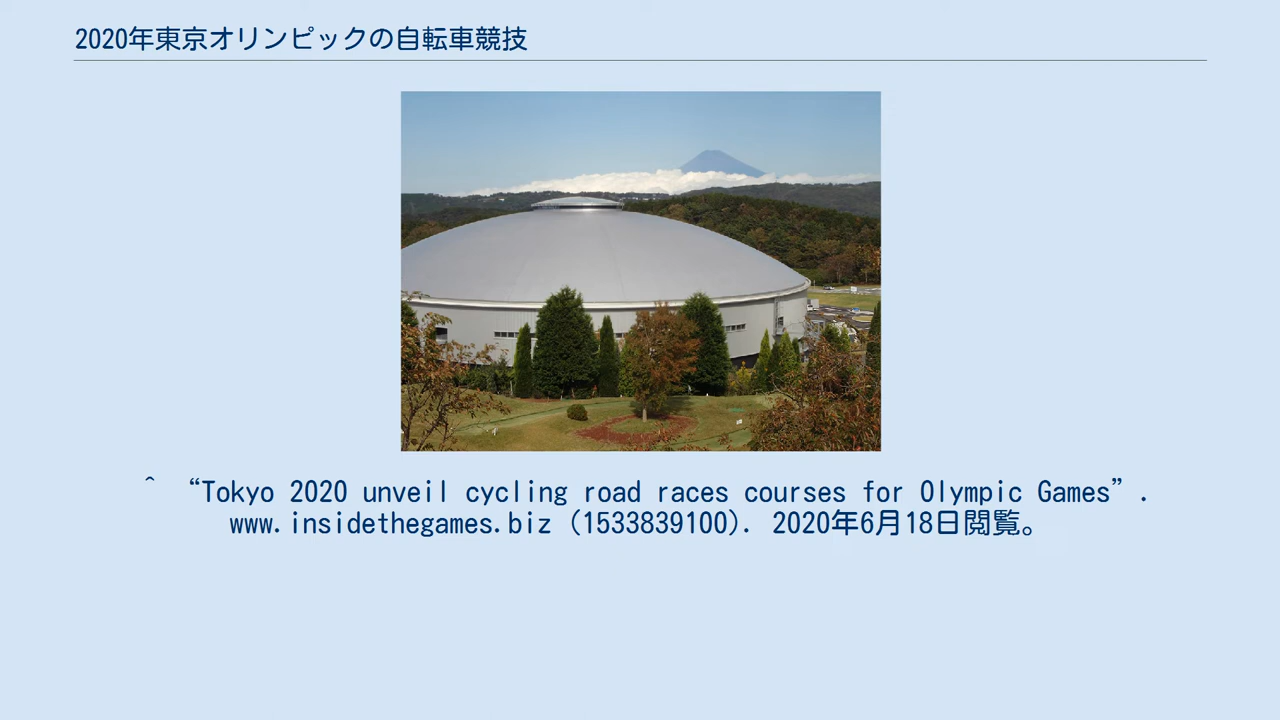 2020年東京オリンピックの自転車競技
^ “Tokyo 2020 unveil cycling road races courses for Olympic Games”.
www.insidethegames.biz (1533839100). 2020年6月18日閲覧。